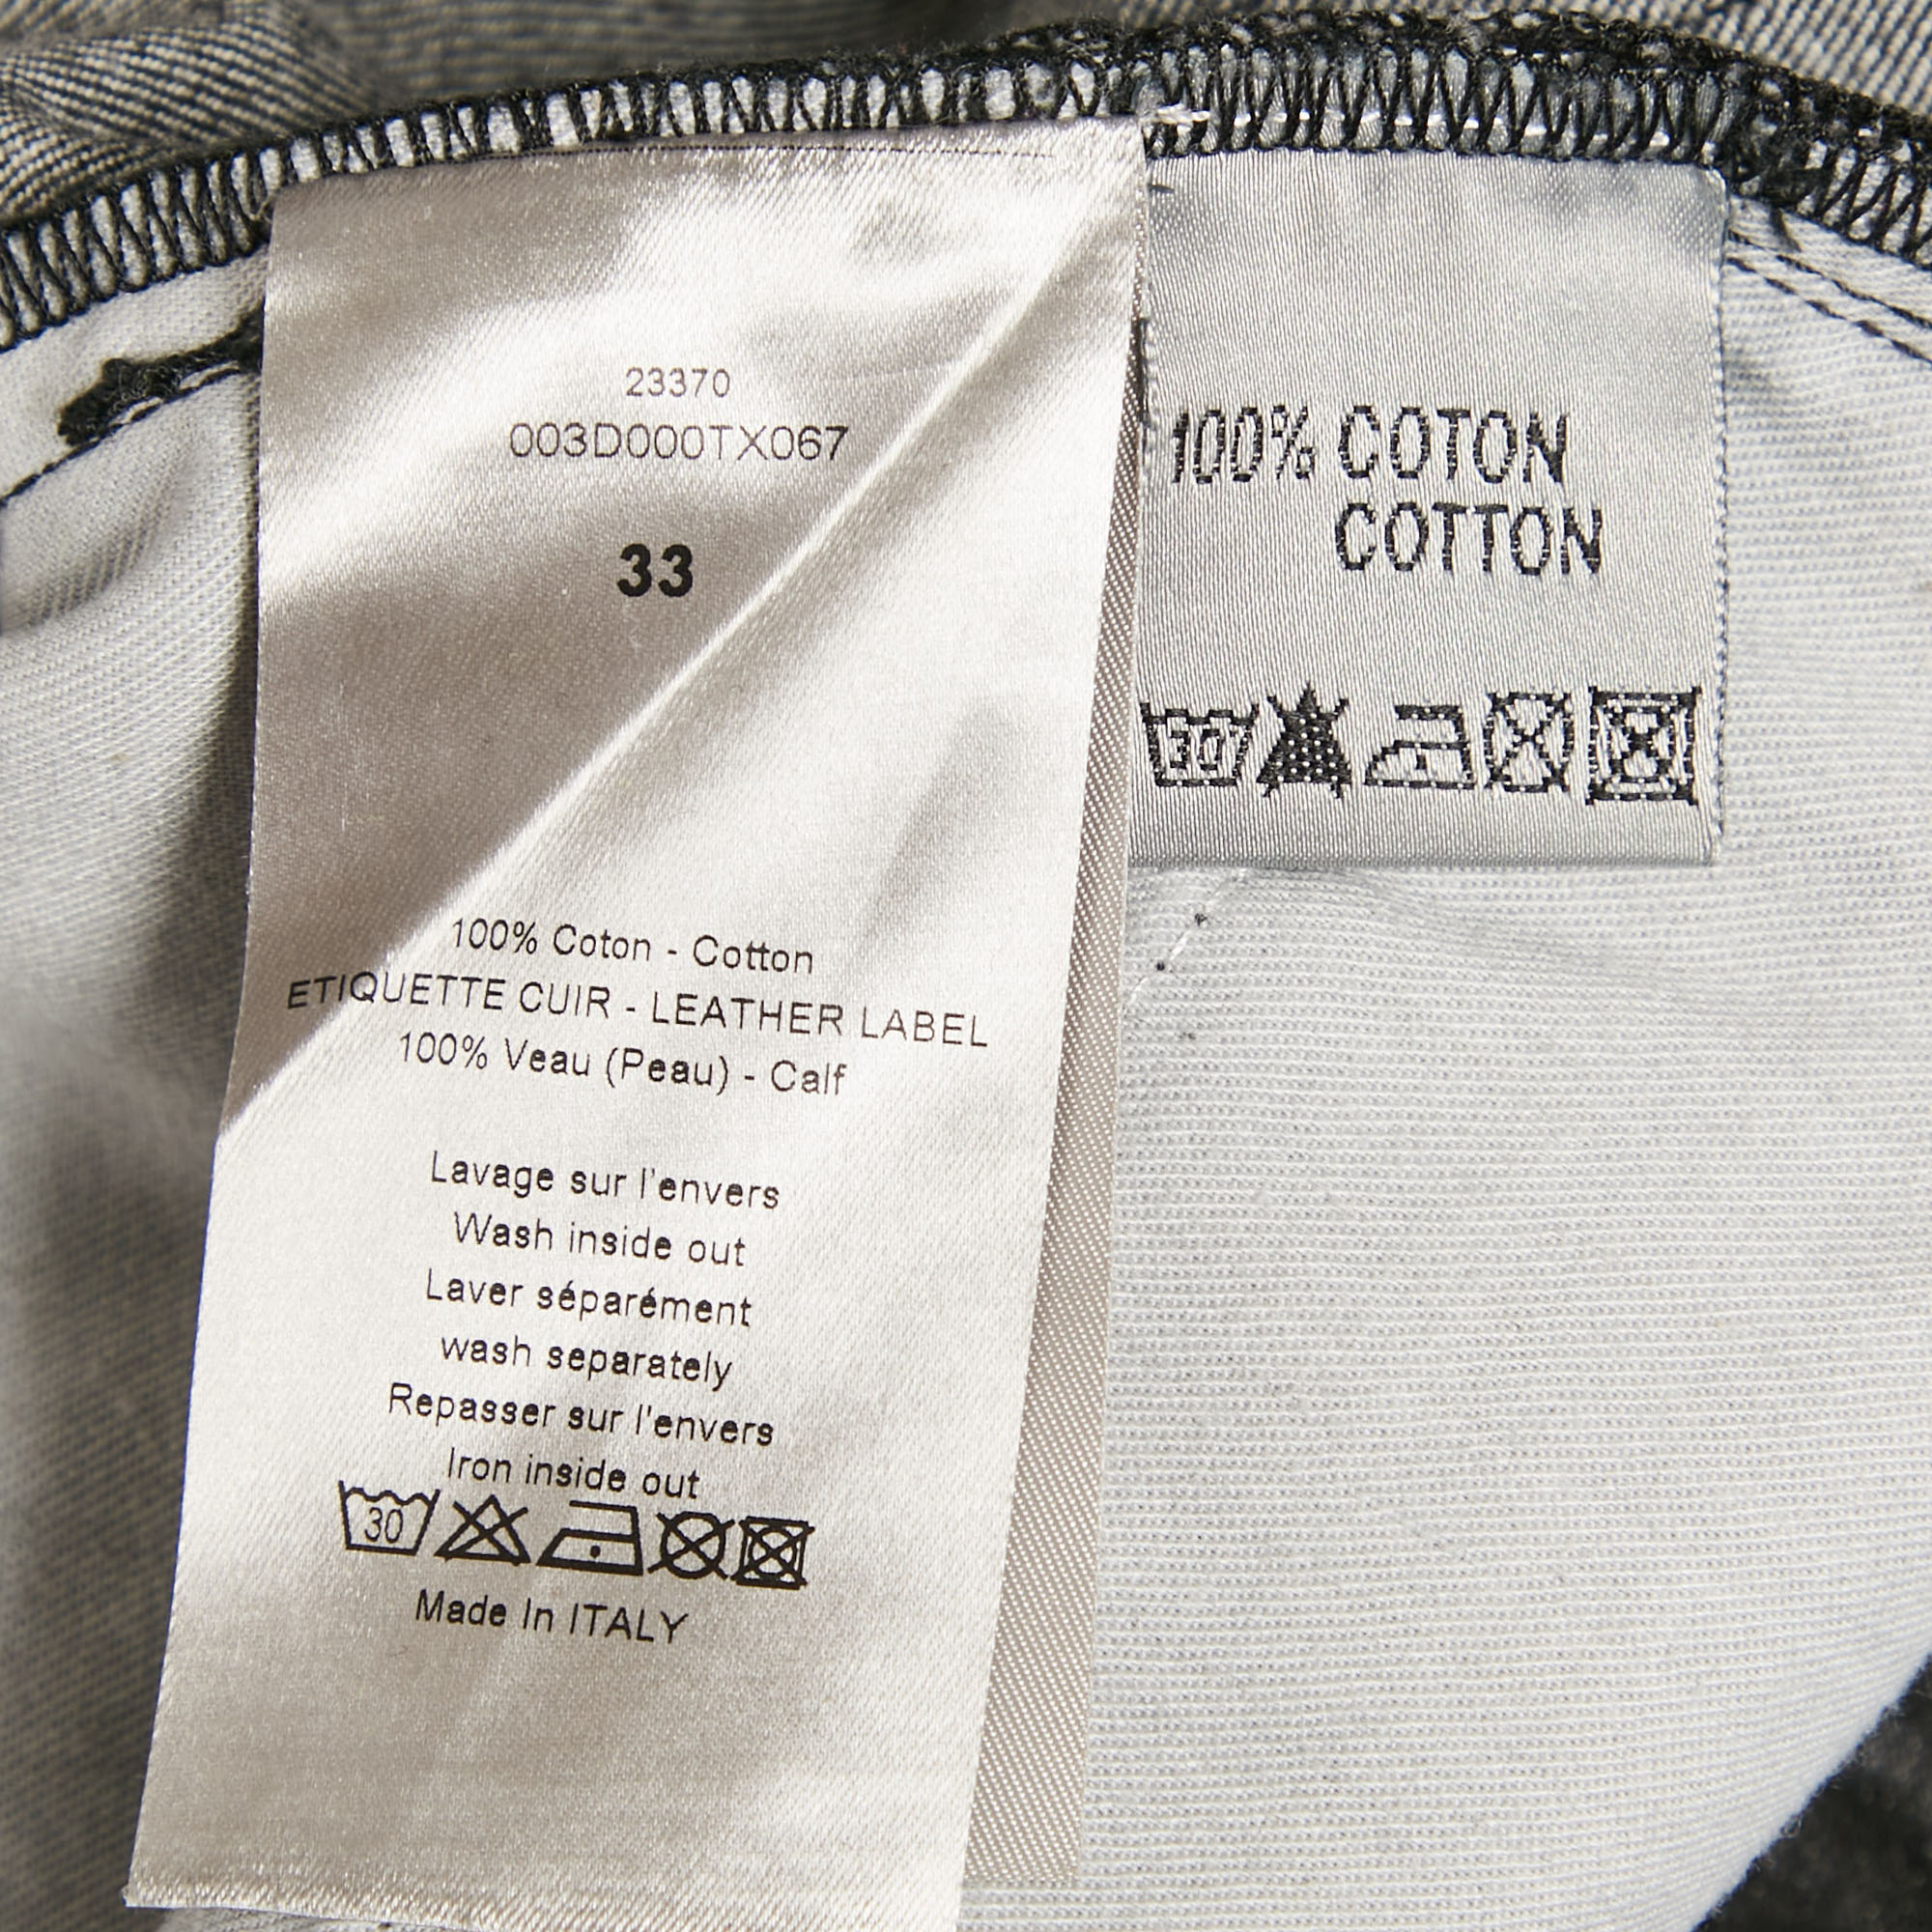 23370
003D000TX067
33
100% Coton - Cotton
ETIQUETTE CUIR - LEATHER LABEL
100% Veau (Peau) - Calf
Lavage sur l'envers
Wash inside out
Laver séparément
wash separately
Repasser sur l'envers
Iron inside out
30
Made In ITALY
100% COTON
COTTON
30